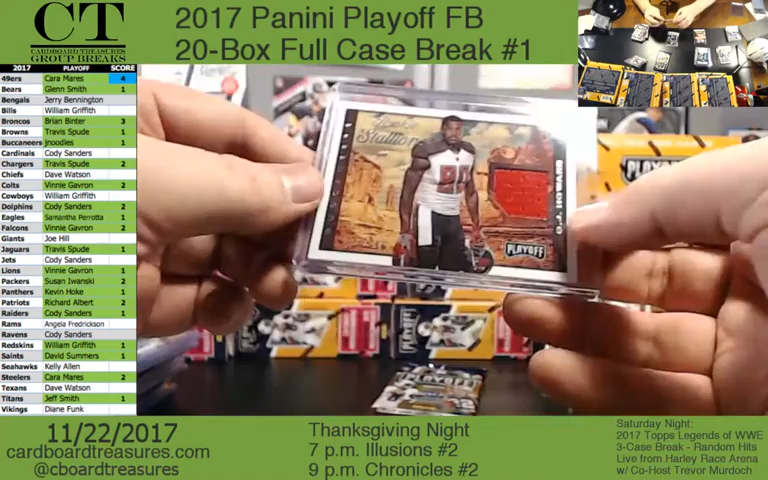 CT
CARDBOARD TREASURES
GROUP BREAKS
2017 Panini Playoff FB
20-Box Full Case Break #1
2017 PLAYOFF SCORE
49ers Cara Mares 4
Bears Glenn Smith 1
Bengals Jerry Bennington
Bills William Griffith
Broncos Brian Binter 3
Browns Travis Spude 1
Buccaneers Jnoodies 1
Cardinals Cody Sanders
Chargers Travis Spude 2
Chiefs Dave Watson
Colts Vinnie Gavron 2
Cowboys William Griffith
Dolphins Cody Sanders 2
Eagles Samantha Perrotta 1
Falcons Vinnie Gavron 2
Giants Joe Hill
Jaguars Travis Spude 1
Jets Cody Sanders
Lions Vinnie Gavron 1
Packers Susan Iwanski 2
Panthers Kevin Hoke 1
Patriots Richard Albert 2
Raiders Cody Sanders 1
Rams Angela Fredrickson
Ravens Cody Sanders
Redskins William Griffith 1
Saints David Summers 1
Seahawks Kelly Allen
Steelers Cara Mares 2
Texans Dave Watson
Titans Jeff Smith 1
Vikings Diane Funk
Rookie
Stallions
O.J. HOWARD
PLAYOFF
PLAYOFF
PLAYOFF
11/22/2017
cardboardtreasures.com
@cboardtreasures
Thanksgiving Night
7 p.m. Illusions #2
9 p.m. Chronicles #2
Saturday Night:
2017 Topps Legends of WWE
3-Case Break - Random Hits
Live from Harley Race Arena
w/ Co-Host Trevor Murdoch